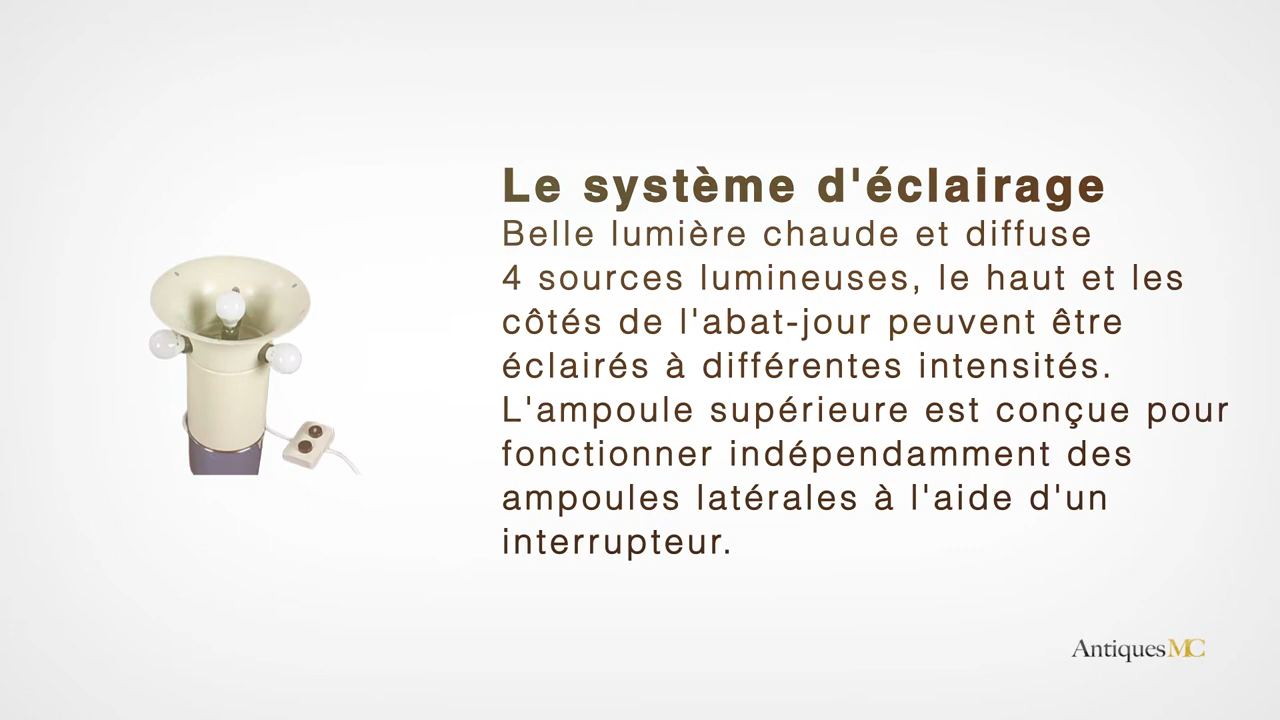 Le système d'éclairage
Belle lumière chaude et diffuse
4 sources lumineuses, le haut et les
côtés de l'abat-jour peuvent être
éclairés à différentes intensités.
L'ampoule supérieure est conçue pour
fonctionner indépendamment des
ampoules latérales à l'aide d'un
interrupteur.
AntiquesMC